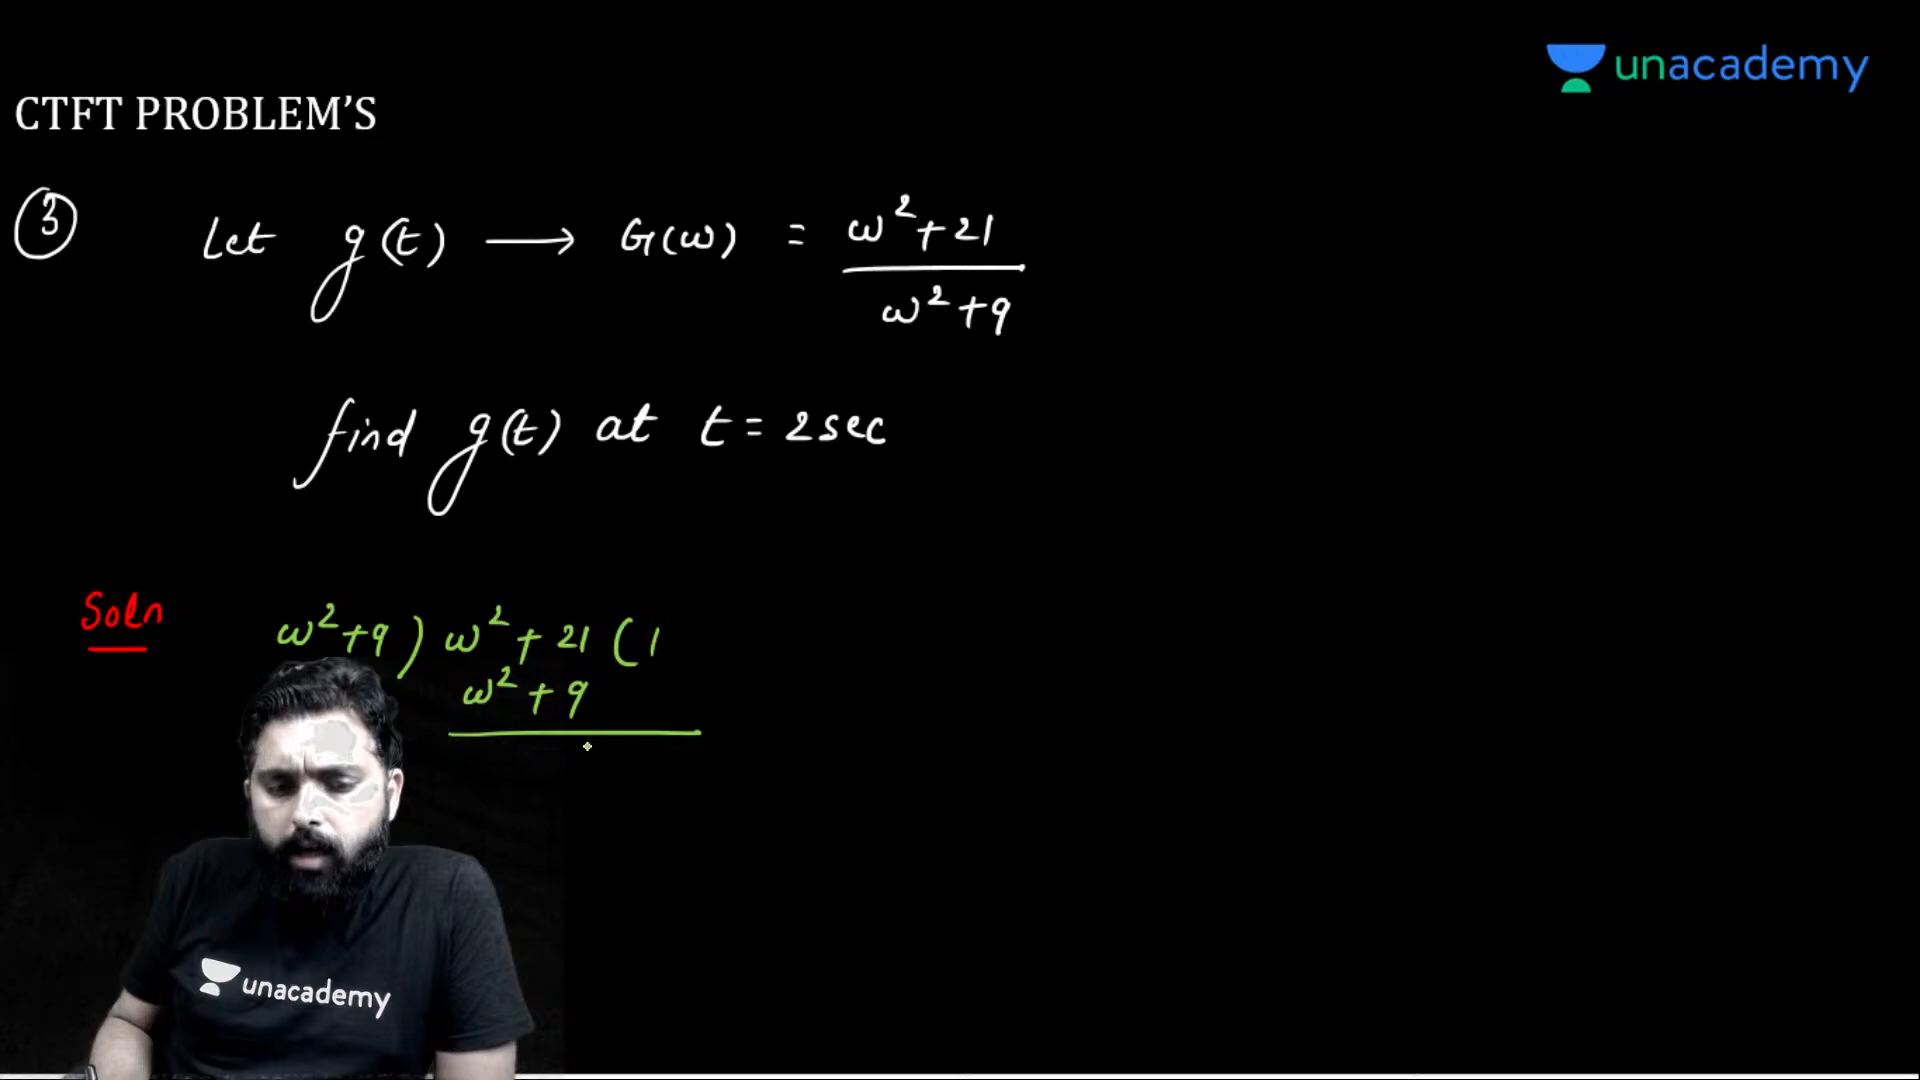 unacademy
CTFT PROBLEM’S
③ Let g(t) ⟶ G(ω) = ω²+21
ω²+9
find g(t) at t = 2sec
Soln ω²+9 ) ω² + 21 ( 1
ω² + 9
unacademy